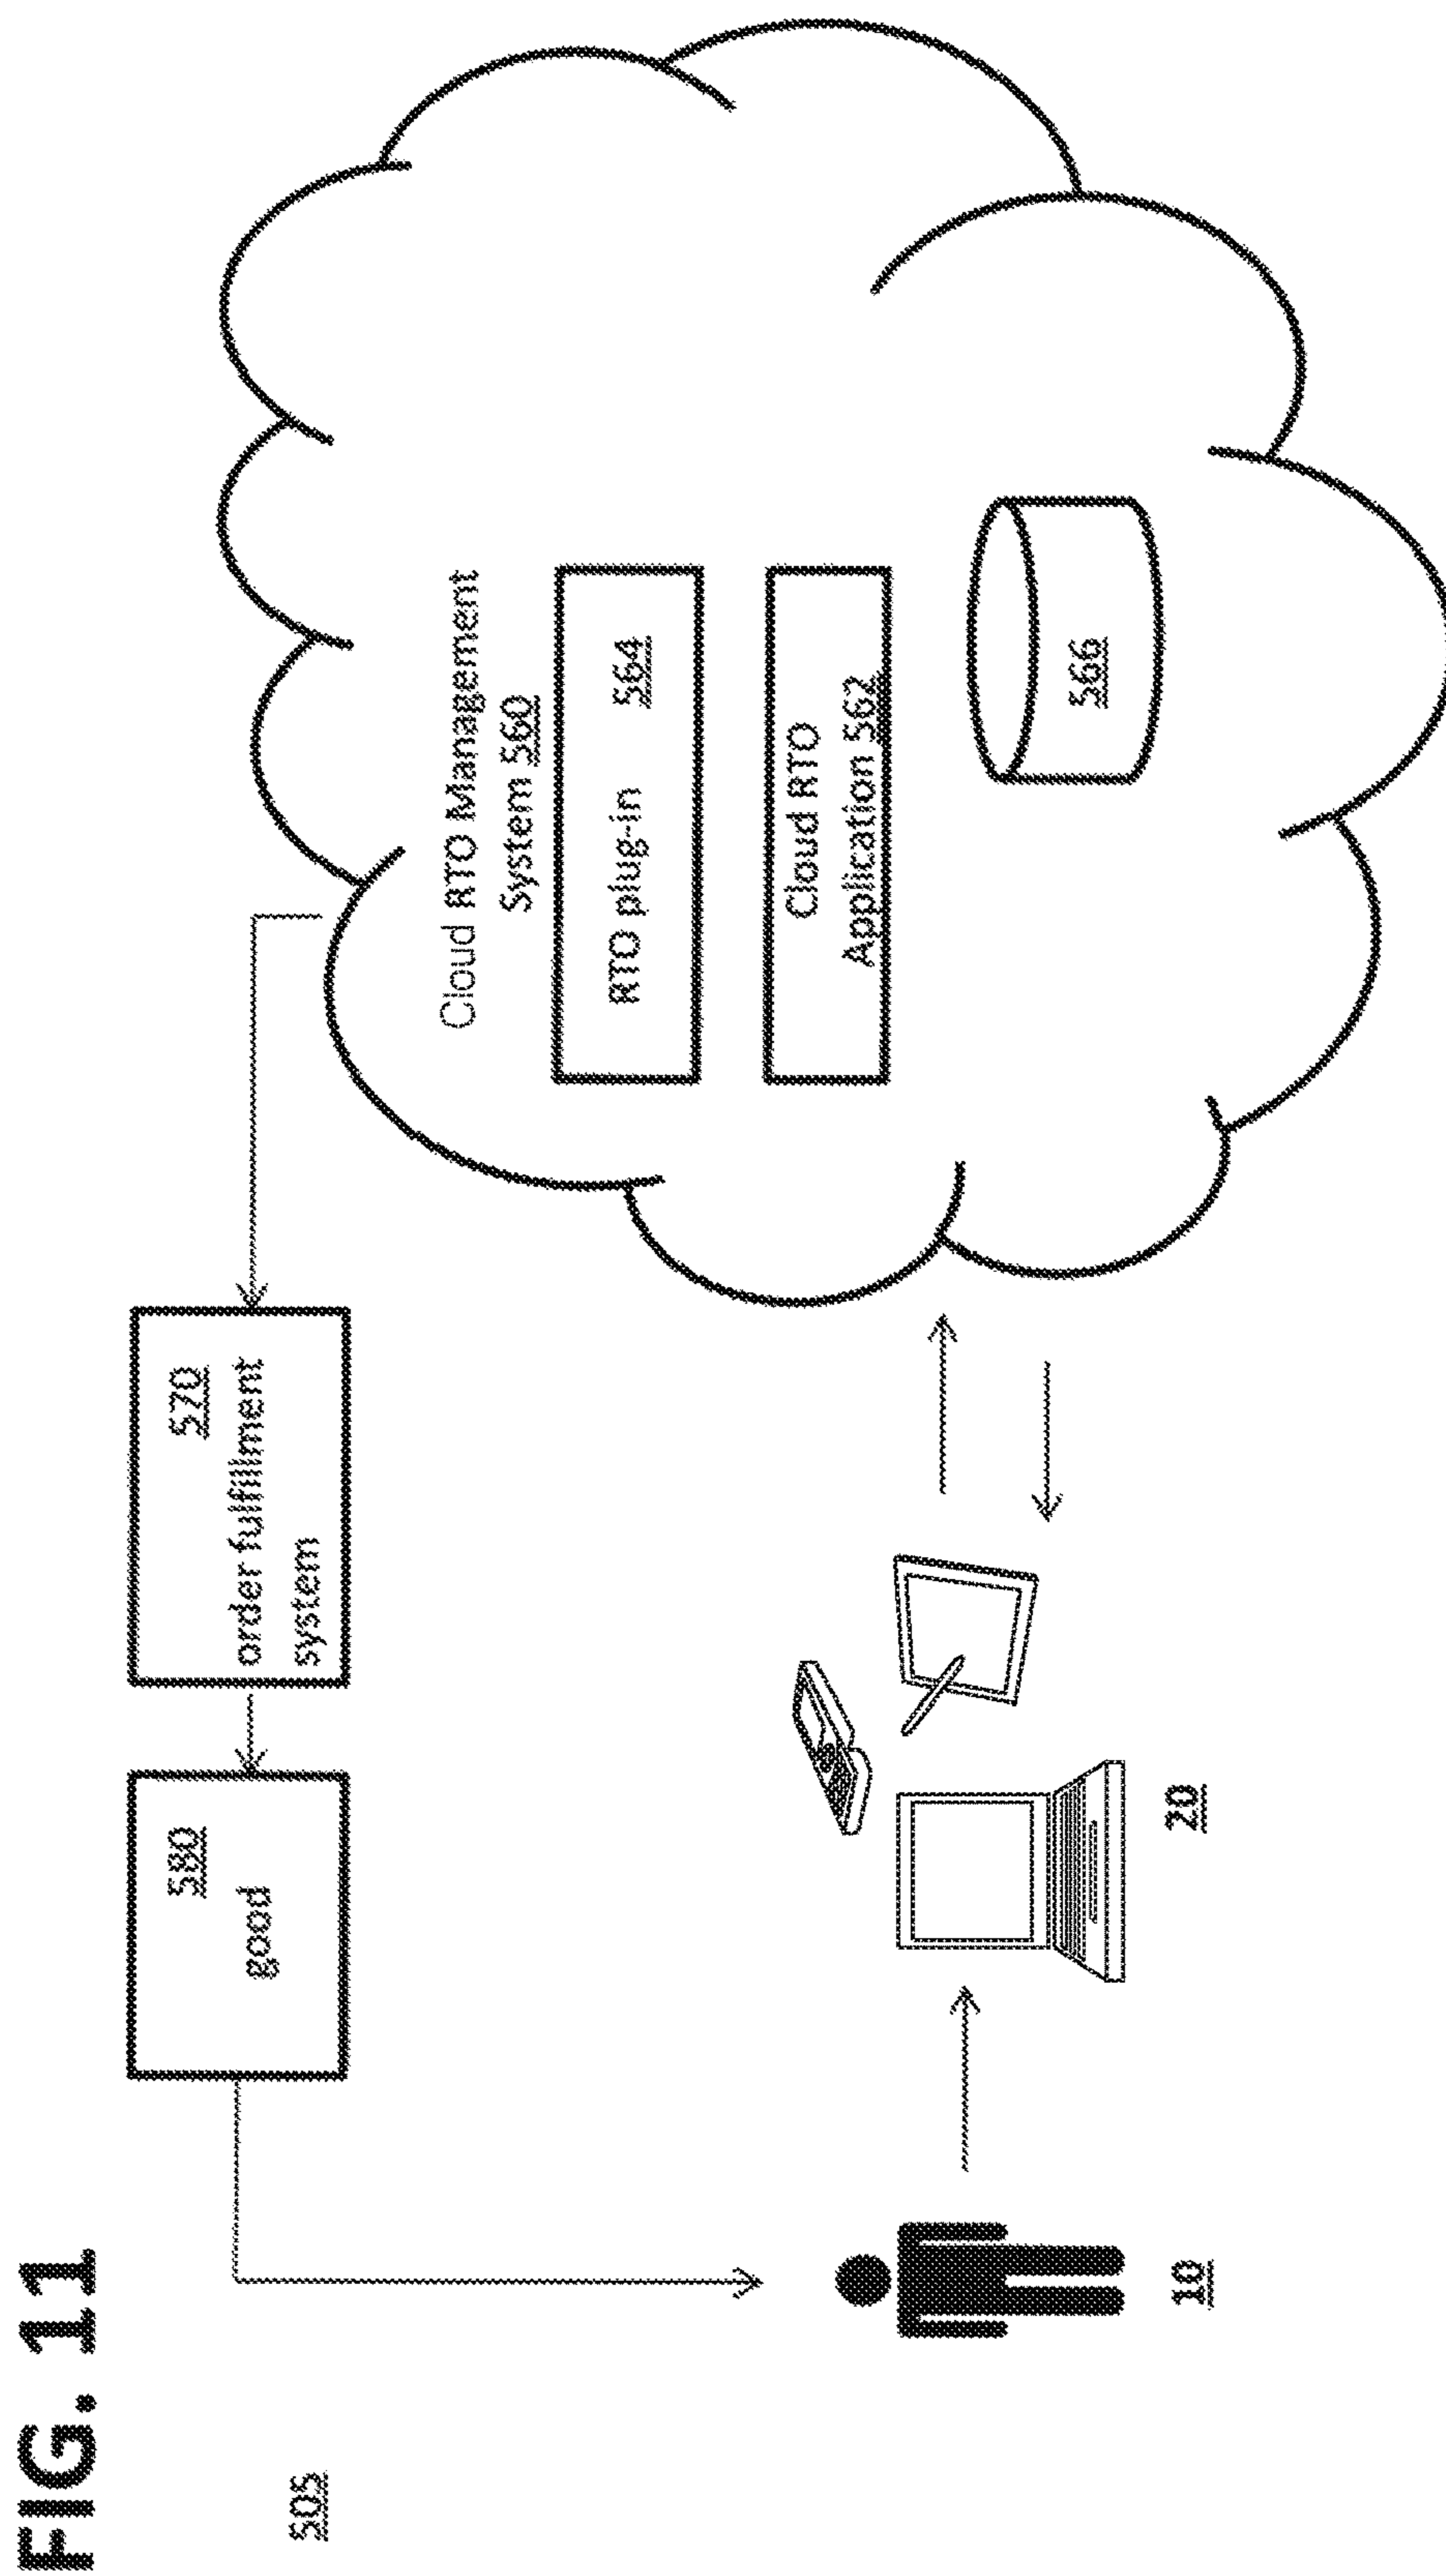 FIG. 11
505
580
good
570
order fulfillment
system
Cloud RTO Management
System 560
RTO plug-in 564
Cloud RTO
Application 562
566
10
20